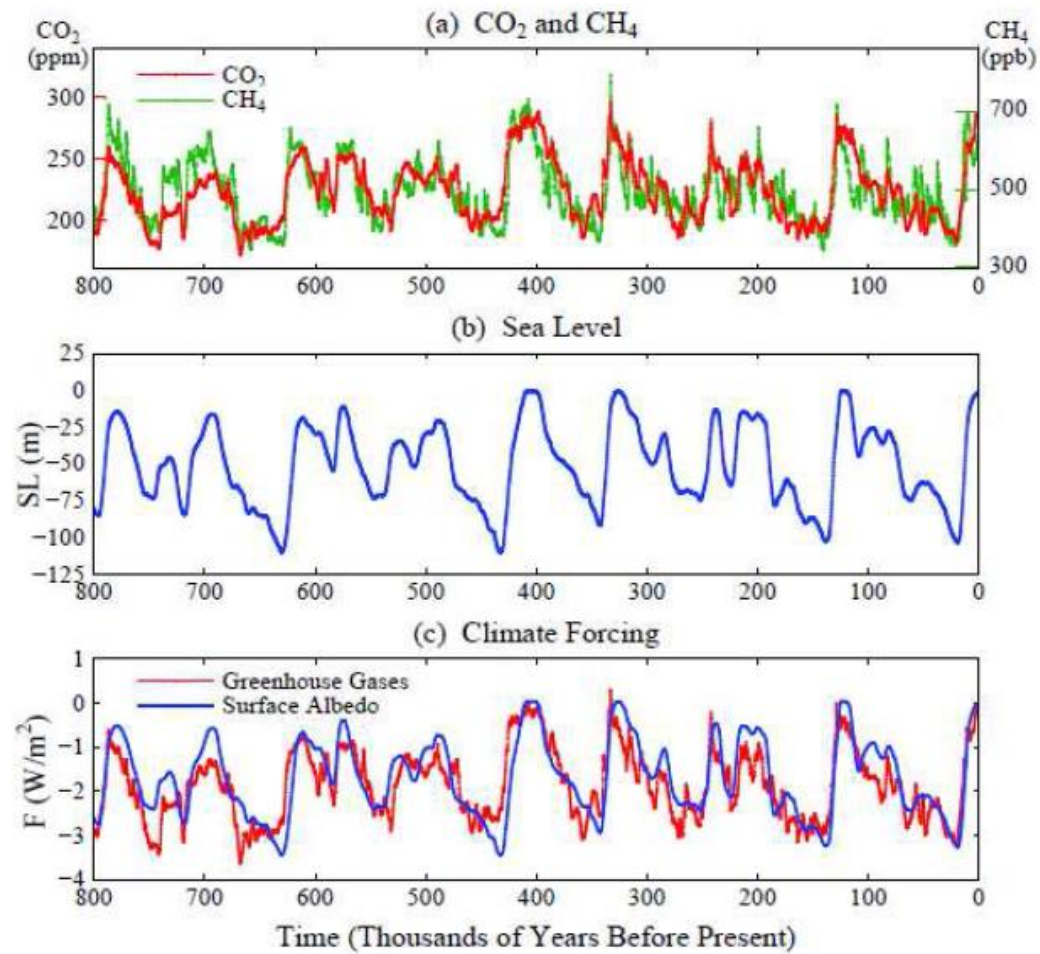 (a) CO₂ and CH₄
CO₂
(ppm)
CH₄
(ppb)
CO₂
CH₄
300
250
200
700
500
300
800 700 600 500 400 300 200 100 0
(b) Sea Level
SL (m)
25
0
−25
−50
−75
−100
−125
800 700 600 500 400 300 200 100 0
(c) Climate Forcing
Greenhouse Gases
Surface Albedo
F (W/m²)
1
0
−1
−2
−3
−4
800 700 600 500 400 300 200 100 0
Time (Thousands of Years Before Present)